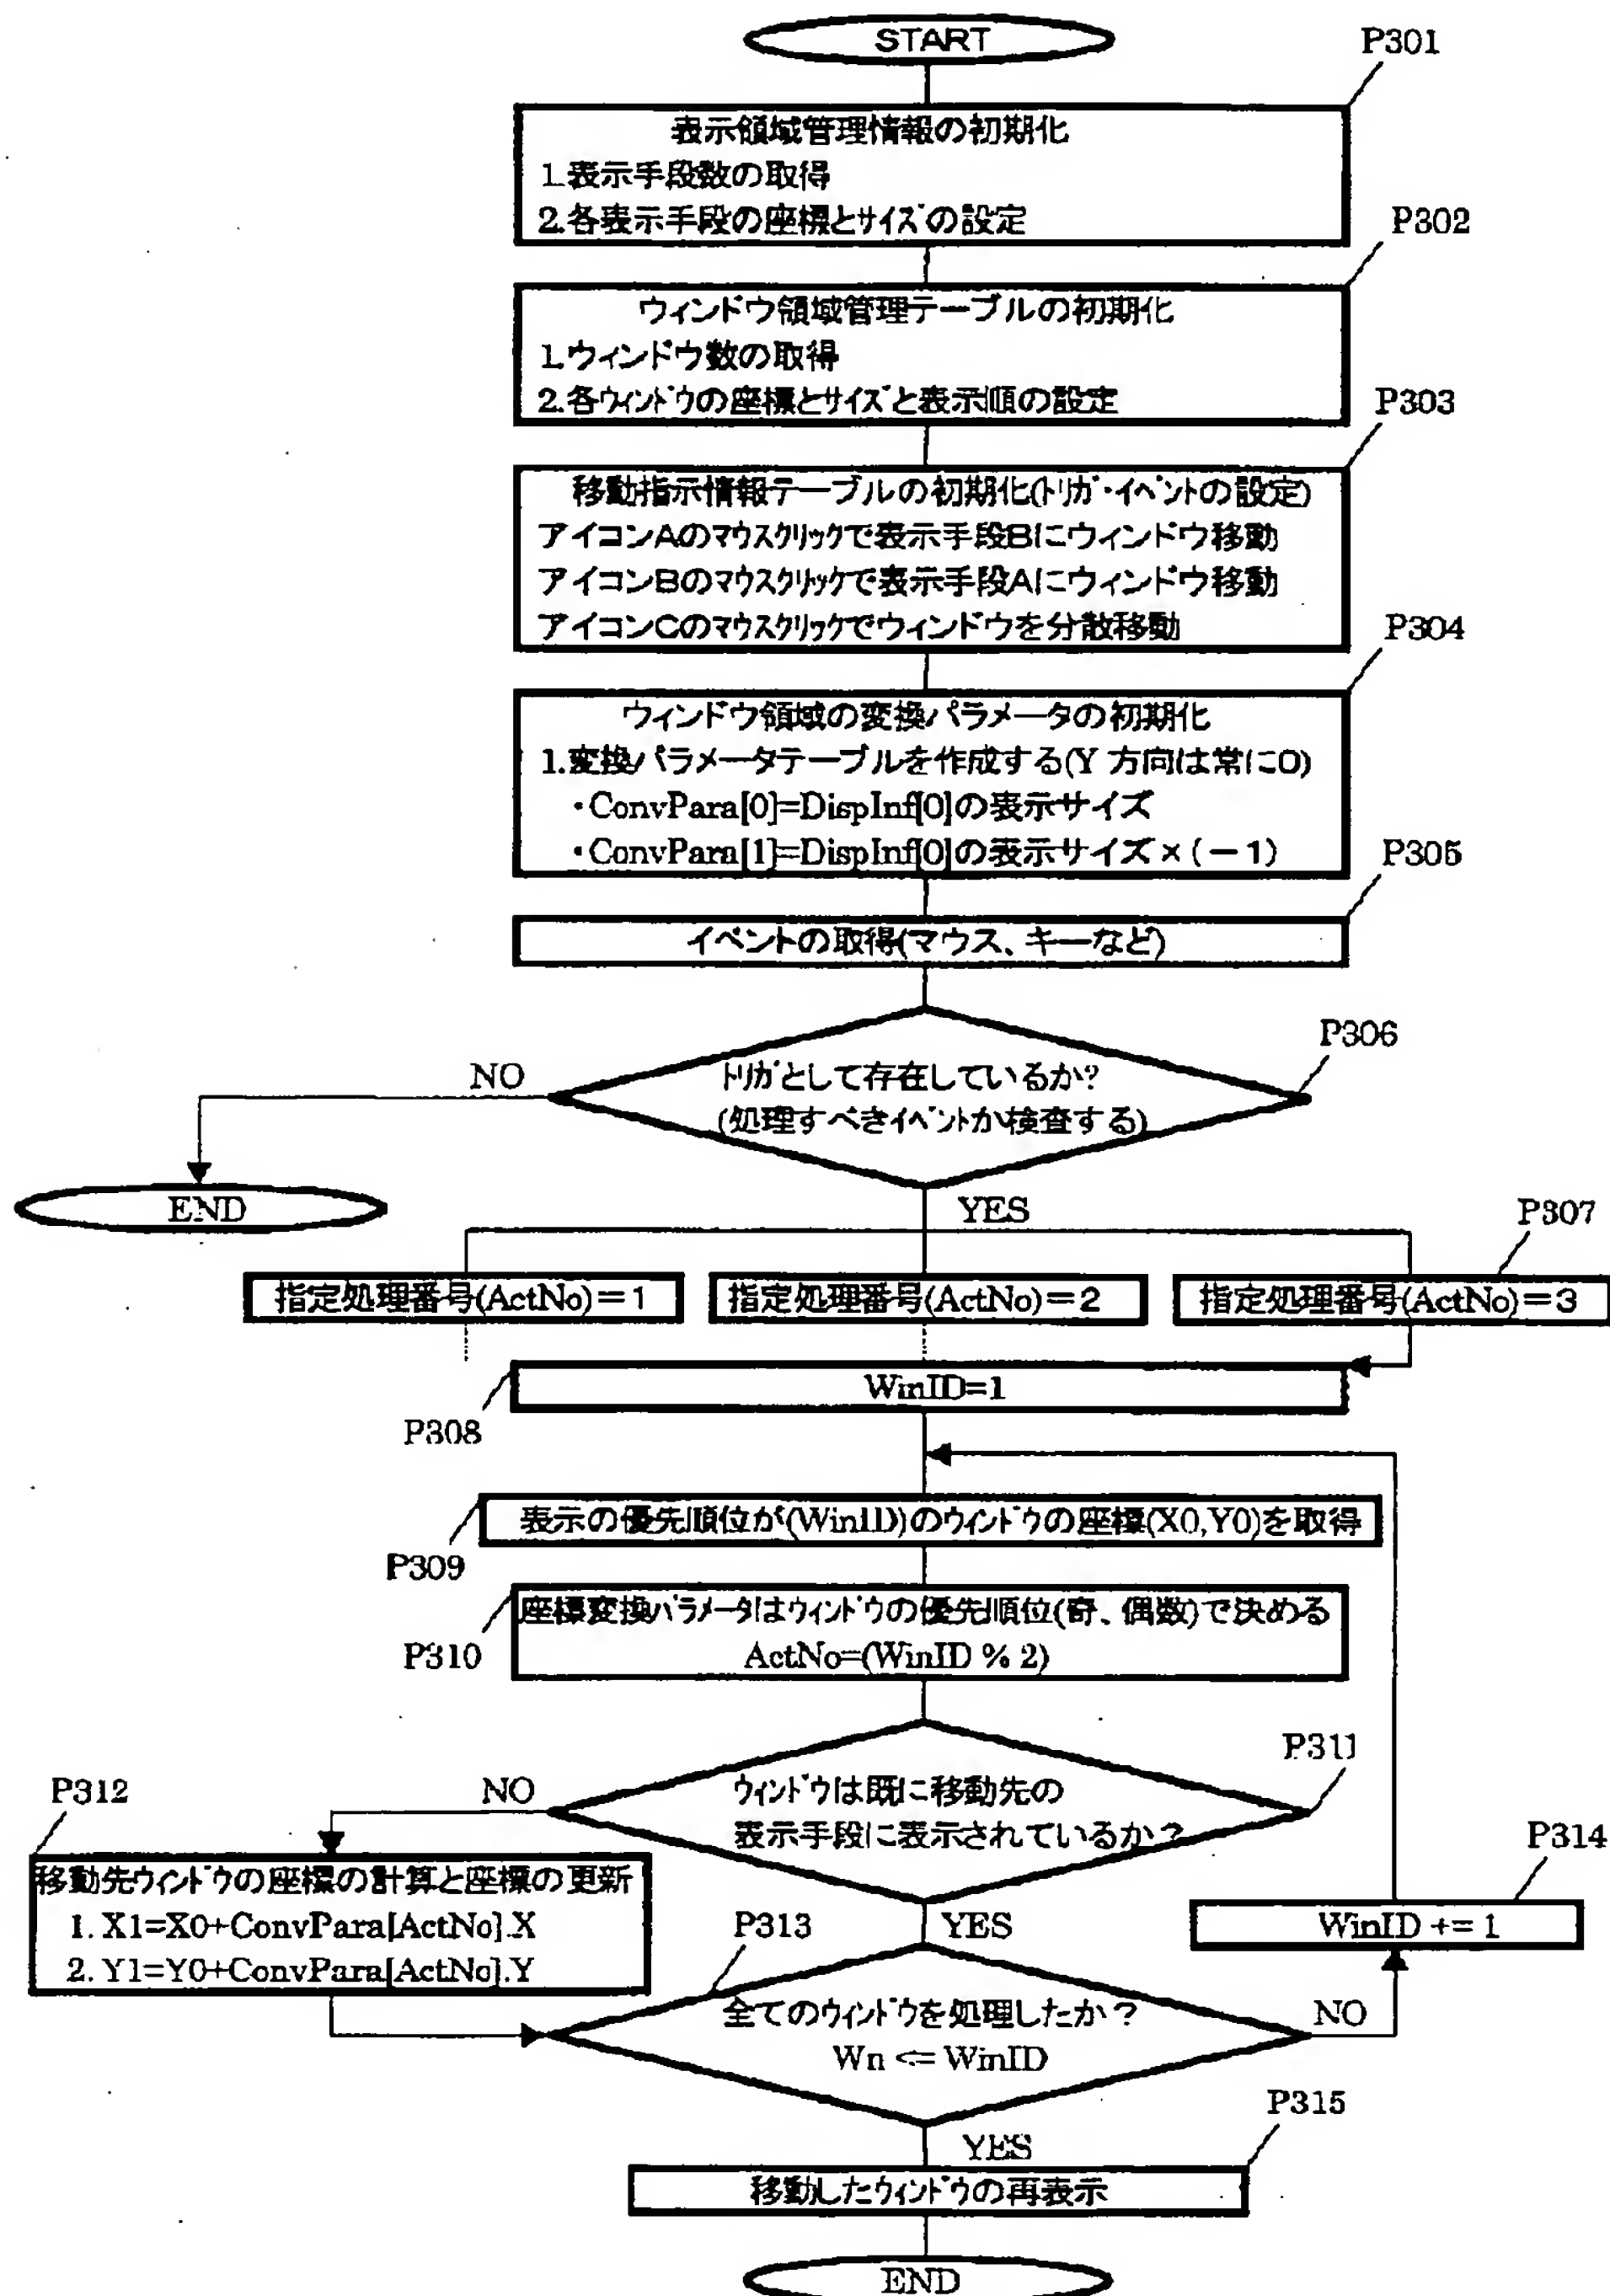 START
P301
表示領域管理情報の初期化
1.表示手段数の取得
2.各表示手段の座標とサイズの設定
P302
ウィンドウ領域管理テーブルの初期化
1.ウィンドウ数の取得
2.各ウィンドウの座標とサイズと表示順の設定
P303
移動指示情報テーブルの初期化(トリガ・イベントの設定)
アイコンAのマウスクリックで表示手段Bにウィンドウ移動
アイコンBのマウスクリックで表示手段Aにウィンドウ移動
アイコンCのマウスクリックでウィンドウを分散移動
P304
ウィンドウ領域の変換パラメータの初期化
1.変換パラメータテーブルを作成する(Y 方向は常に0)
・ConvPara[0]=DispInf[0]の表示サイズ
・ConvPara[1]=DispInf[0]の表示サイズ×(-1)
P305
イベントの取得(マウス、キーなど)
P306
トリガとして存在しているか?
(処理すべきイベントか検査する)
NO
END
YES
P307
指定処理番号(ActNo)=1
指定処理番号(ActNo)=2
指定処理番号(ActNo)=3
WinID=1
P308
表示の優先順位が(WinID)のウィンドウの座標(X0,Y0)を取得
P309
座標変換パラメータはウィンドウの優先順位(奇、偶数)で決める
ActNo=(WinID % 2)
P310
P311
ウィンドウは既に移動先の
表示手段に表示されているか?
NO
P312
移動先ウィンドウの座標の計算と座標の更新
1. X1=X0+ConvPara[ActNo].X
2. Y1=Y0+ConvPara[ActNo].Y
YES
P313
P314
WinID += 1
全てのウィンドウを処理したか?
Wn <= WinID
NO
YES
P315
移動したウィンドウの再表示
END